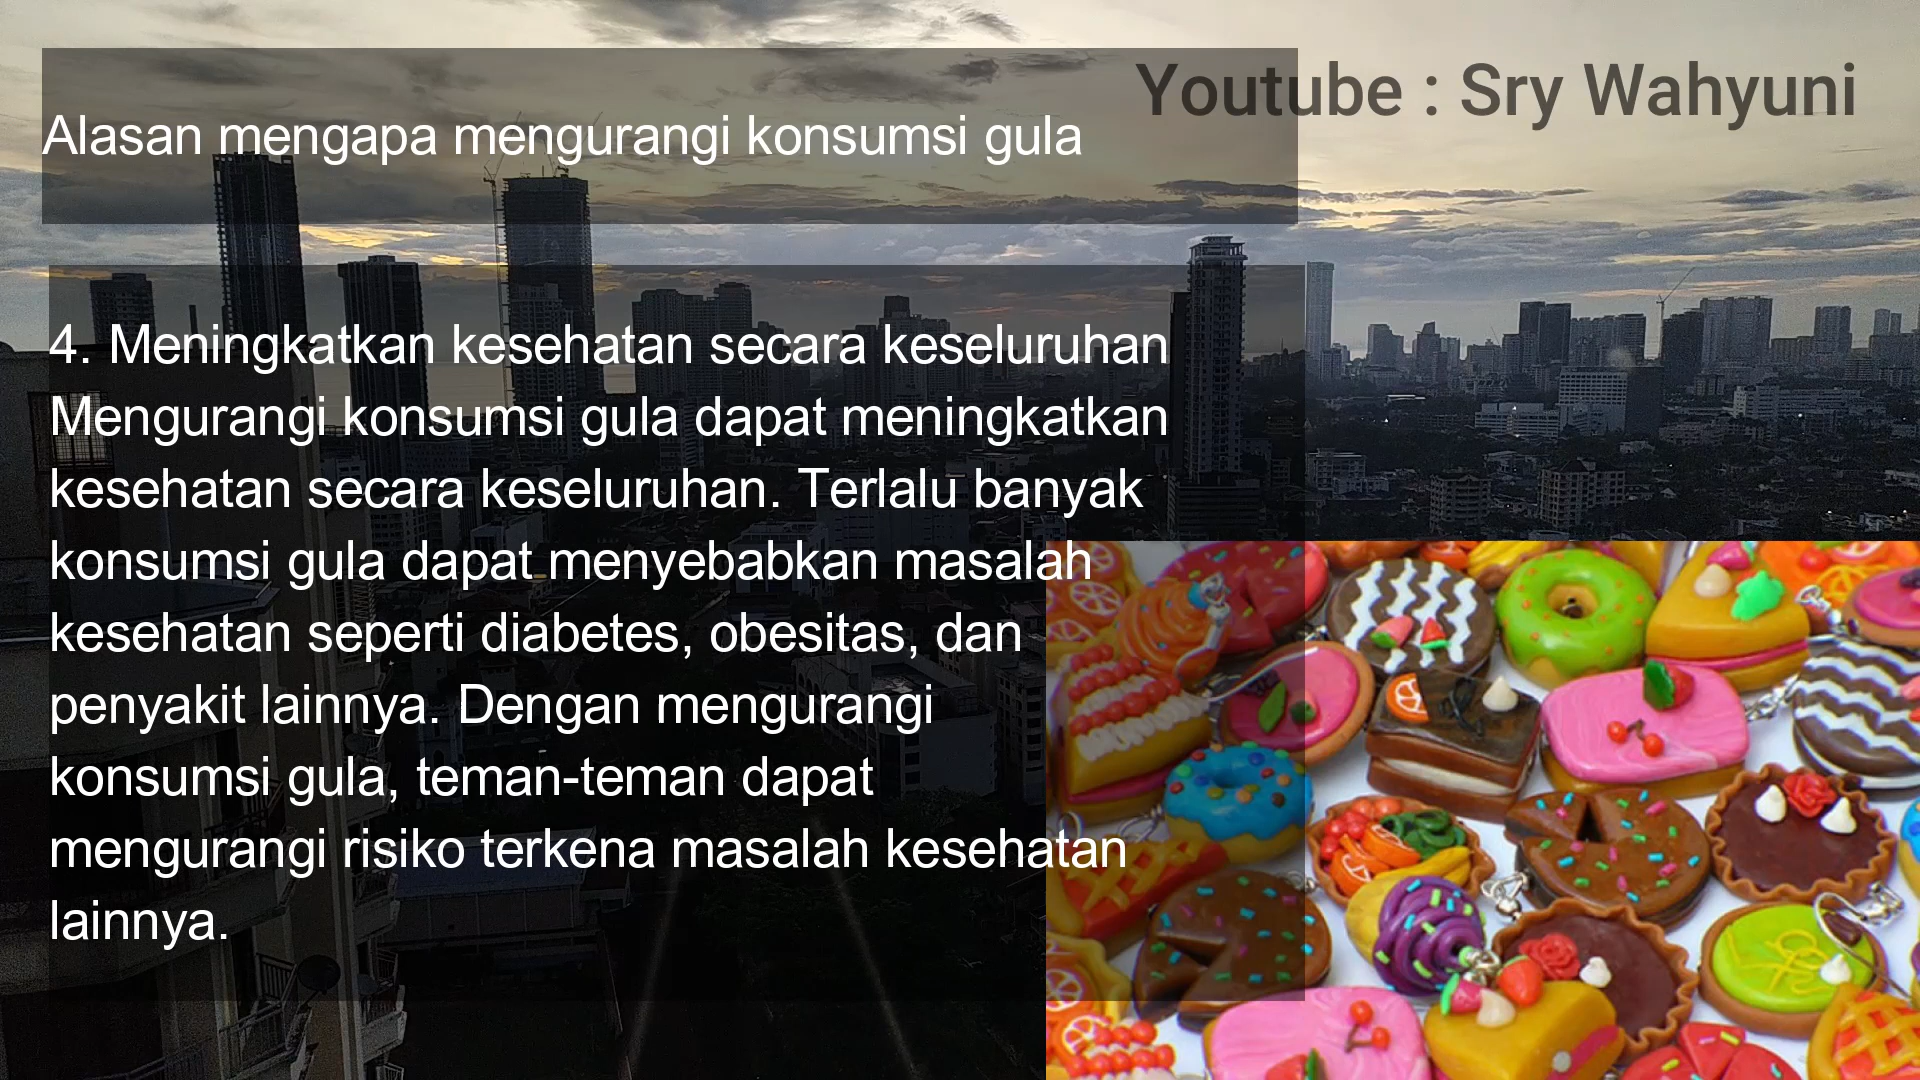 Youtube : Sry Wahyuni
Alasan mengapa mengurangi konsumsi gula
4. Meningkatkan kesehatan secara keseluruhan
Mengurangi konsumsi gula dapat meningkatkan
kesehatan secara keseluruhan. Terlalu banyak
konsumsi gula dapat menyebabkan masalah
kesehatan seperti diabetes, obesitas, dan
penyakit lainnya. Dengan mengurangi
konsumsi gula, teman-teman dapat
mengurangi risiko terkena masalah kesehatan
lainnya.